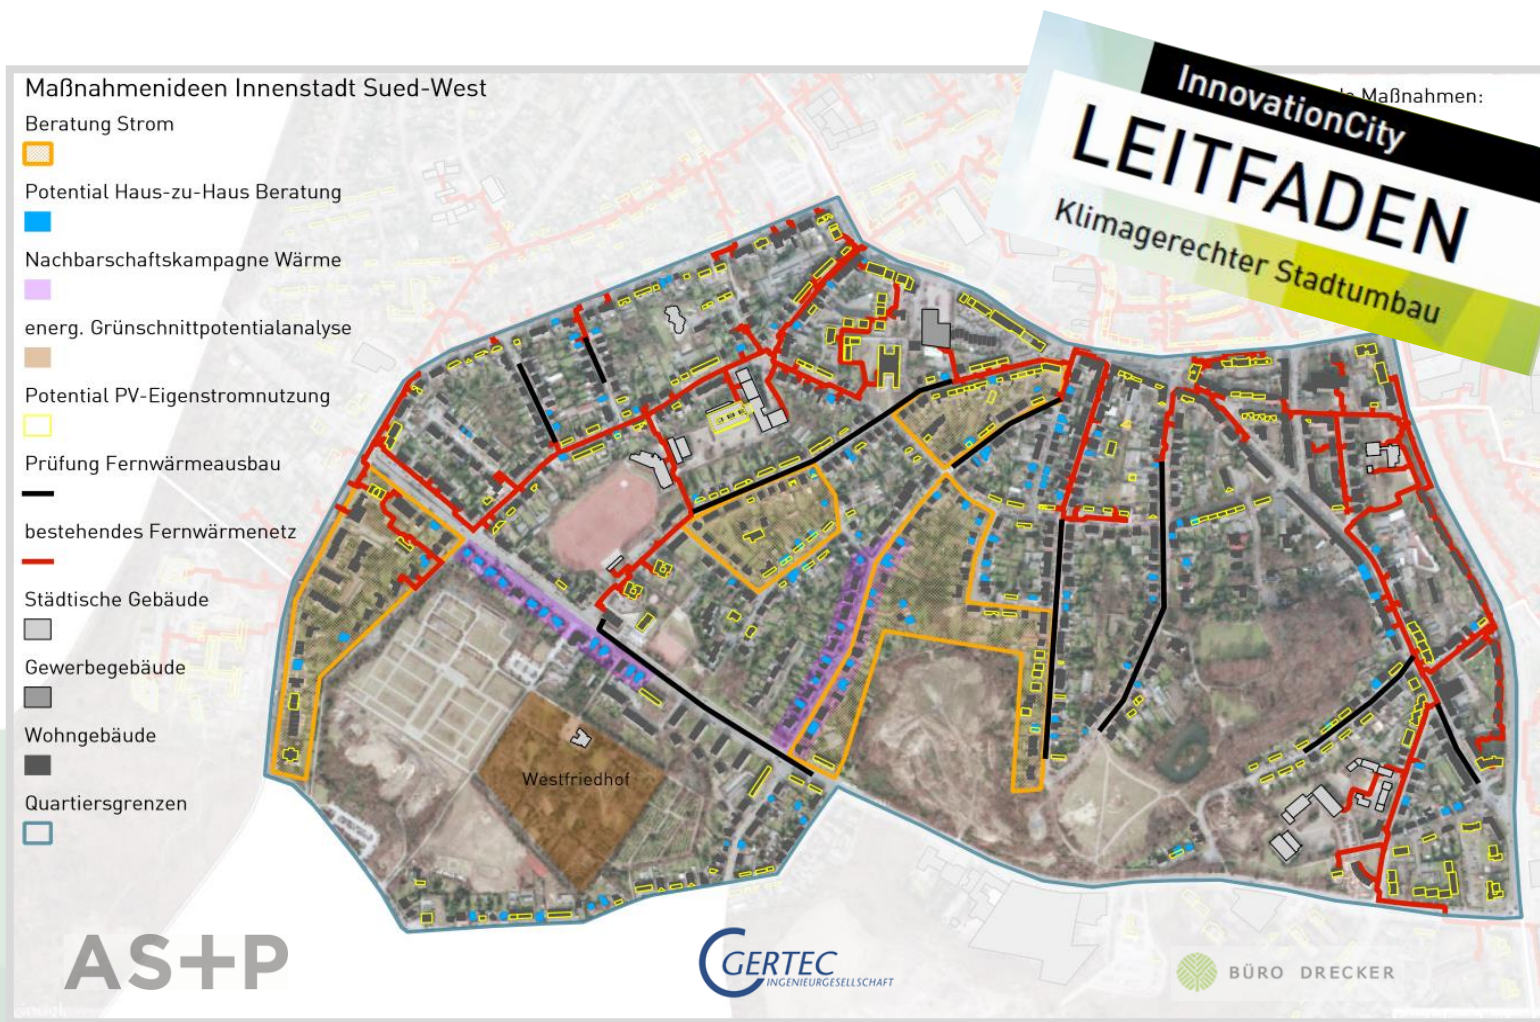 Maßnahmenideen Innenstadt Sued-West
Beratung Strom
Potential Haus-zu-Haus Beratung
Nachbarschaftskampagne Wärme
energ. Grünschnittpotentialanalyse
Potential PV-Eigenstromnutzung
Prüfung Fernwärmeausbau
bestehendes Fernwärmenetz
Städtische Gebäude
Gewerbegebäude
Wohngebäude
Quartiersgrenzen
Maßnahmen:
InnovationCity
LEITFADEN
Klimagerechter Stadtumbau
Westfriedhof
AS+P
GERTEC
INGENIEURGESELLSCHAFT
BÜRO DRECKER